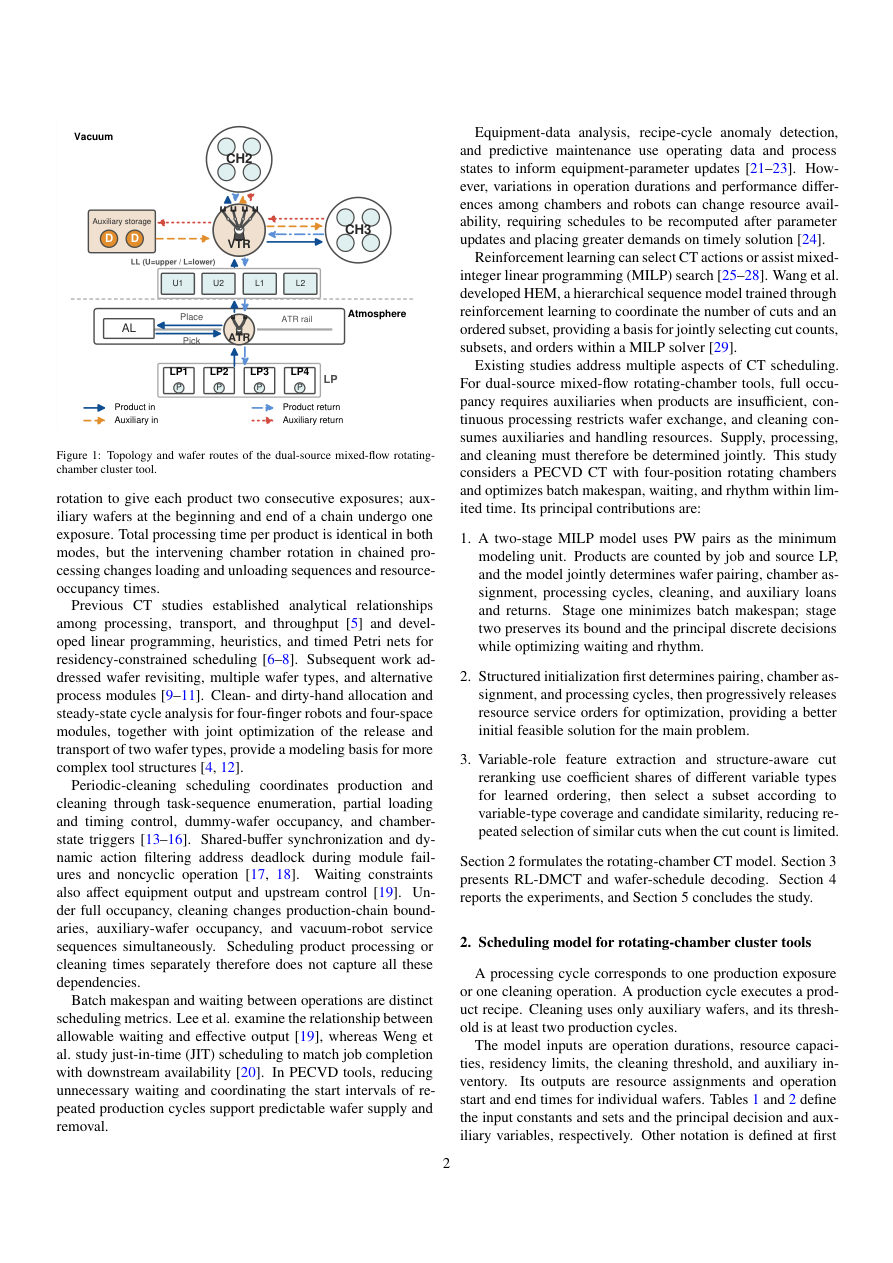 Vacuum
CH2
Auxiliary storage
D D
VTR
CH3
LL (U=upper / L=lower)
U1 U2 L1 L2
Atmosphere
Place
ATR rail
AL
Pick
ATR
LP1 LP2 LP3 LP4
P P P P
LP
Product in Product return
Auxiliary in Auxiliary return
Figure 1: Topology and wafer routes of the dual-source mixed-flow rotating-
chamber cluster tool.
rotation to give each product two consecutive exposures; aux-
iliary wafers at the beginning and end of a chain undergo one
exposure. Total processing time per product is identical in both
modes, but the intervening chamber rotation in chained pro-
cessing changes loading and unloading sequences and resource-
occupancy times.
Previous CT studies established analytical relationships
among processing, transport, and throughput [5] and devel-
oped linear programming, heuristics, and timed Petri nets for
residency-constrained scheduling [6–8]. Subsequent work ad-
dressed wafer revisiting, multiple wafer types, and alternative
process modules [9–11]. Clean- and dirty-hand allocation and
steady-state cycle analysis for four-finger robots and four-space
modules, together with joint optimization of the release and
transport of two wafer types, provide a modeling basis for more
complex tool structures [4, 12].
Periodic-cleaning scheduling coordinates production and
cleaning through task-sequence enumeration, partial loading
and timing control, dummy-wafer occupancy, and chamber-
state triggers [13–16]. Shared-buffer synchronization and dy-
namic action filtering address deadlock during module fail-
ures and noncyclic operation [17, 18]. Waiting constraints
also affect equipment output and upstream control [19]. Un-
der full occupancy, cleaning changes production-chain bound-
aries, auxiliary-wafer occupancy, and vacuum-robot service
sequences simultaneously. Scheduling product processing or
cleaning times separately therefore does not capture all these
dependencies.
Batch makespan and waiting between operations are distinct
scheduling metrics. Lee et al. examine the relationship between
allowable waiting and effective output [19], whereas Weng et
al. study just-in-time (JIT) scheduling to match job completion
with downstream availability [20]. In PECVD tools, reducing
unnecessary waiting and coordinating the start intervals of re-
peated production cycles support predictable wafer supply and
removal.
Equipment-data analysis, recipe-cycle anomaly detection,
and predictive maintenance use operating data and process
states to inform equipment-parameter updates [21–23]. How-
ever, variations in operation durations and performance differ-
ences among chambers and robots can change resource avail-
ability, requiring schedules to be recomputed after parameter
updates and placing greater demands on timely solution [24].
Reinforcement learning can select CT actions or assist mixed-
integer linear programming (MILP) search [25–28]. Wang et al.
developed HEM, a hierarchical sequence model trained through
reinforcement learning to coordinate the number of cuts and an
ordered subset, providing a basis for jointly selecting cut counts,
subsets, and orders within a MILP solver [29].
Existing studies address multiple aspects of CT scheduling.
For dual-source mixed-flow rotating-chamber tools, full occu-
pancy requires auxiliaries when products are insufficient, con-
tinuous processing restricts wafer exchange, and cleaning con-
sumes auxiliaries and handling resources. Supply, processing,
and cleaning must therefore be determined jointly. This study
considers a PECVD CT with four-position rotating chambers
and optimizes batch makespan, waiting, and rhythm within lim-
ited time. Its principal contributions are:
1. A two-stage MILP model uses PW pairs as the minimum
modeling unit. Products are counted by job and source LP,
and the model jointly determines wafer pairing, chamber as-
signment, processing cycles, cleaning, and auxiliary loans
and returns. Stage one minimizes batch makespan; stage
two preserves its bound and the principal discrete decisions
while optimizing waiting and rhythm.
2. Structured initialization first determines pairing, chamber as-
signment, and processing cycles, then progressively releases
resource service orders for optimization, providing a better
initial feasible solution for the main problem.
3. Variable-role feature extraction and structure-aware cut
reranking use coefficient shares of different variable types
for learned ordering, then select a subset according to
variable-type coverage and candidate similarity, reducing re-
peated selection of similar cuts when the cut count is limited.
Section 2 formulates the rotating-chamber CT model. Section 3
presents RL-DMCT and wafer-schedule decoding. Section 4
reports the experiments, and Section 5 concludes the study.
2. Scheduling model for rotating-chamber cluster tools
A processing cycle corresponds to one production exposure
or one cleaning operation. A production cycle executes a prod-
uct recipe. Cleaning uses only auxiliary wafers, and its thresh-
old is at least two production cycles.
The model inputs are operation durations, resource capaci-
ties, residency limits, the cleaning threshold, and auxiliary in-
ventory. Its outputs are resource assignments and operation
start and end times for individual wafers. Tables 1 and 2 define
the input constants and sets and the principal decision and aux-
iliary variables, respectively. Other notation is defined at first
2